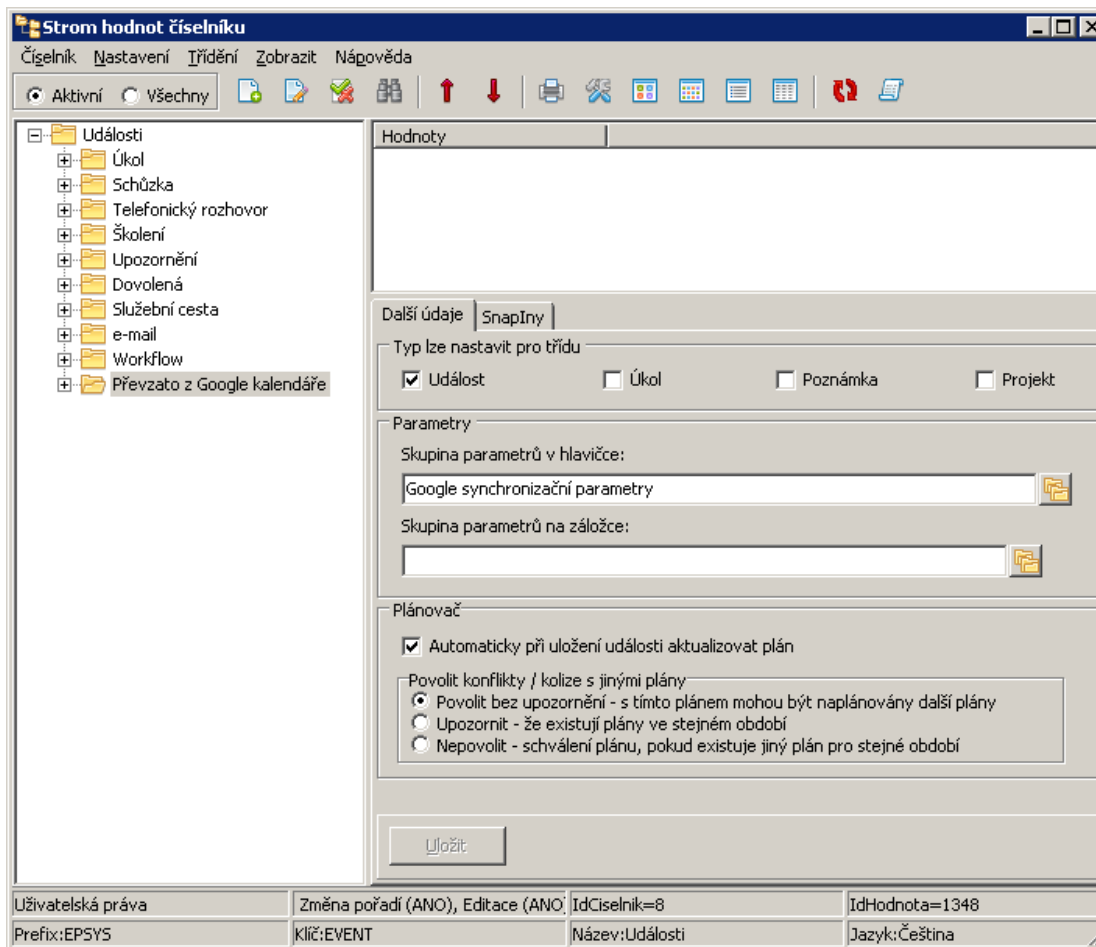 Strom hodnot číselníku
Číselník Nastavení Třídění Zobrazit Nápověda
Aktivní Všechny
Události
Úkol
Schůzka
Telefonický rozhovor
Školení
Upozornění
Dovolená
Služební cesta
e-mail
Workflow
Převzato z Google kalendáře
Hodnoty
Další údaje SnapIny
Typ lze nastavit pro třídu
Událost Úkol Poznámka Projekt
Parametry
Skupina parametrů v hlavičce:
Google synchronizační parametry
Skupina parametrů na záložce:
Plánovač
Automaticky při uložení události aktualizovat plán
Povolit konflikty / kolize s jinými plány
Povolit bez upozornění - s tímto plánem mohou být naplánovány další plány
Upozornit - že existují plány ve stejném období
Nepovolit - schválení plánu, pokud existuje jiný plán pro stejné období
Uložit
Uživatelská práva Změna pořadí (ANO), Editace (ANO) IdCiselnik=8 IdHodnota=1348
Prefix:EPSYS Klíč:EVENT Název:Události Jazyk:Čeština